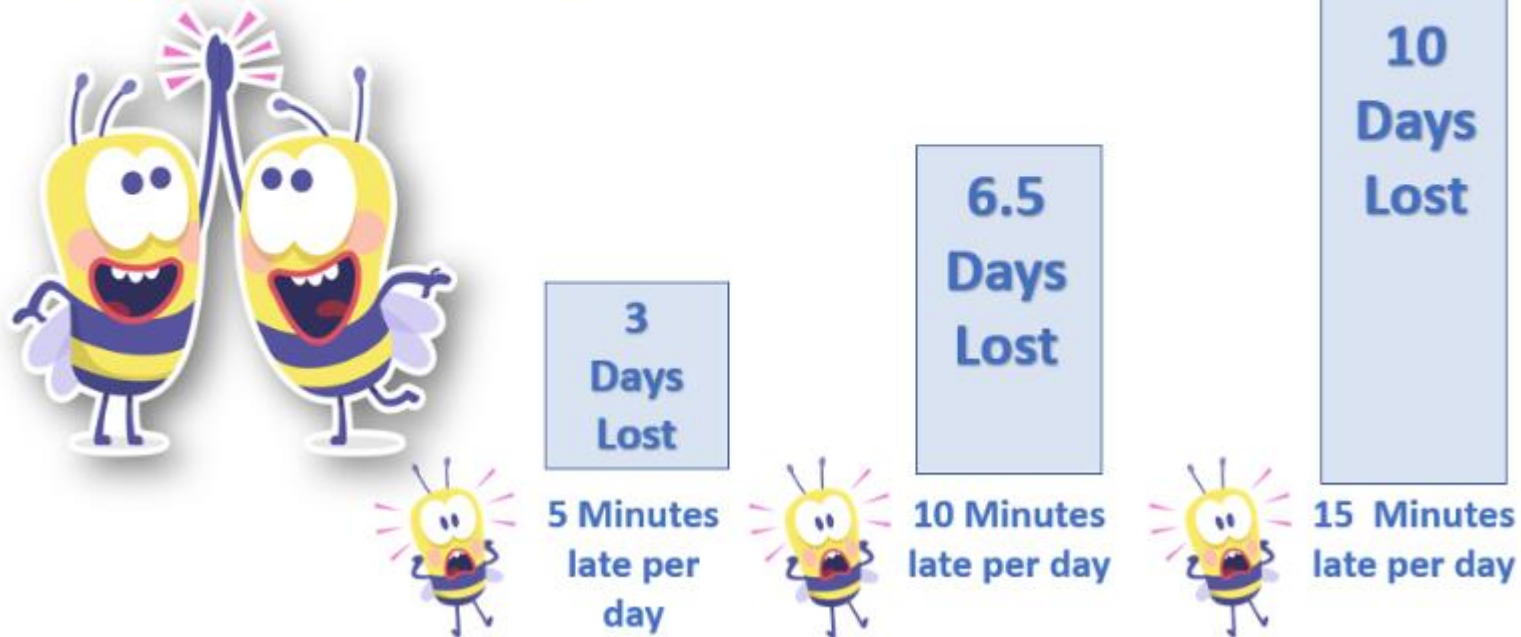 3
Days
Lost
5 Minutes
late per
day
6.5
Days
Lost
10 Minutes
late per day
10
Days
Lost
15 Minutes
late per day